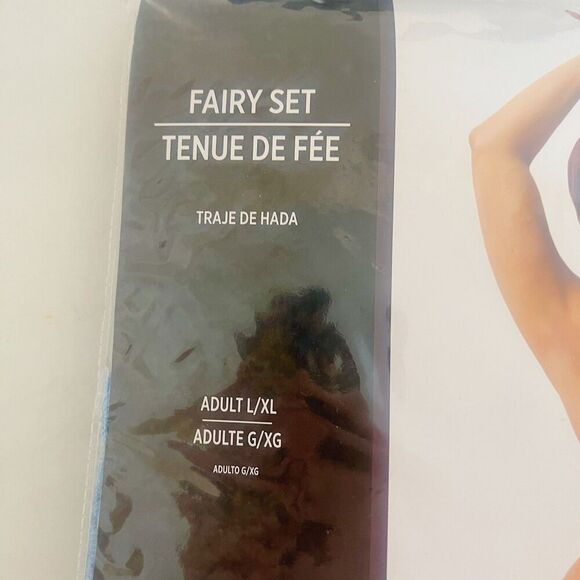 FAIRY SET
TENUE DE FÉE
TRAJE DE HADA
ADULT L/XL
ADULTE G/XG
ADULTO G/XG